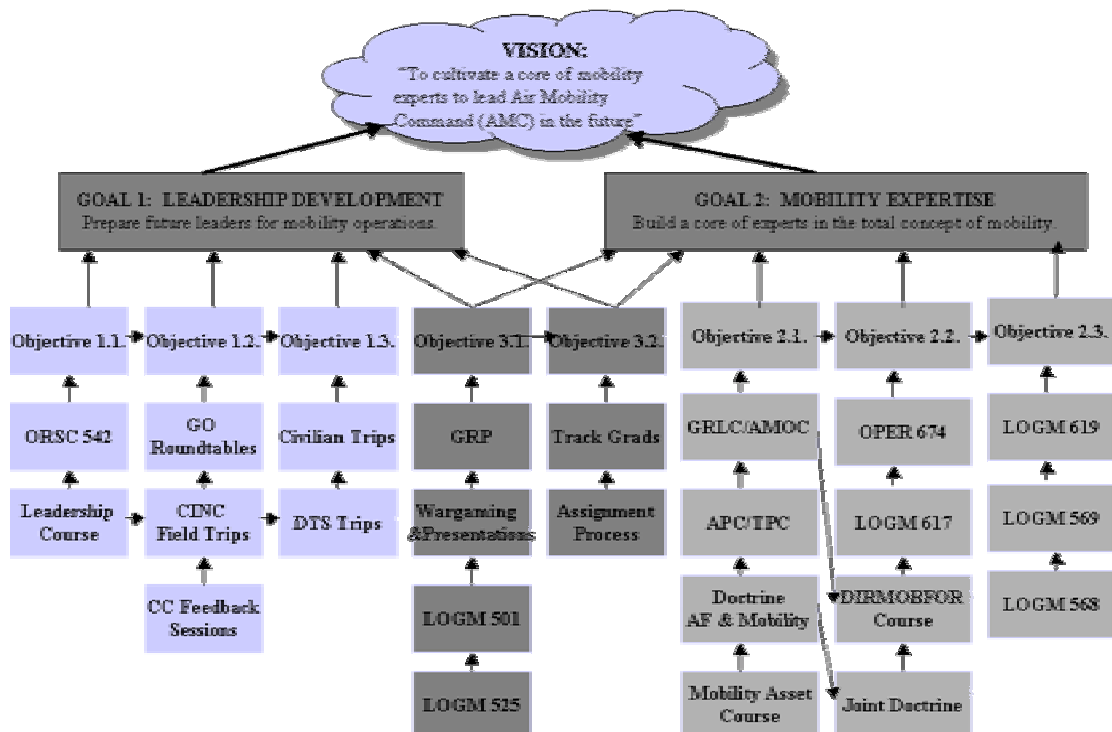 VISION:
"To cultivate a core of mobility
experts to lead Air Mobility
Command (AMC) in the future"
GOAL 1: LEADERSHIP DEVELOPMENT
Prepare future leaders for mobility operations.
GOAL 2: MOBILITY EXPERTISE
Build a core of experts in the total concept of mobility.
Objective 1.1.
Objective 1.2.
Objective 1.3.
Objective 3.1.
Objective 3.2.
Objective 2.1.
Objective 2.2.
Objective 2.3.
ORSC 542
GO
Roundtables
Civilian Trips
GRP
Track Grads
GRLC/AMOC
OPER 674
LOGM 619
Leadership
Course
CINC
Field Trips
DTS Trips
Wargaming
&Presentations
Assignment
Process
APC/TPC
LOGM 617
LOGM 569
CC Feedback
Sessions
LOGM 501
Doctrine
AF & Mobility
DIRMOBFOR
Course
LOGM 568
LOGM 525
Mobility Asset
Course
Joint Doctrine